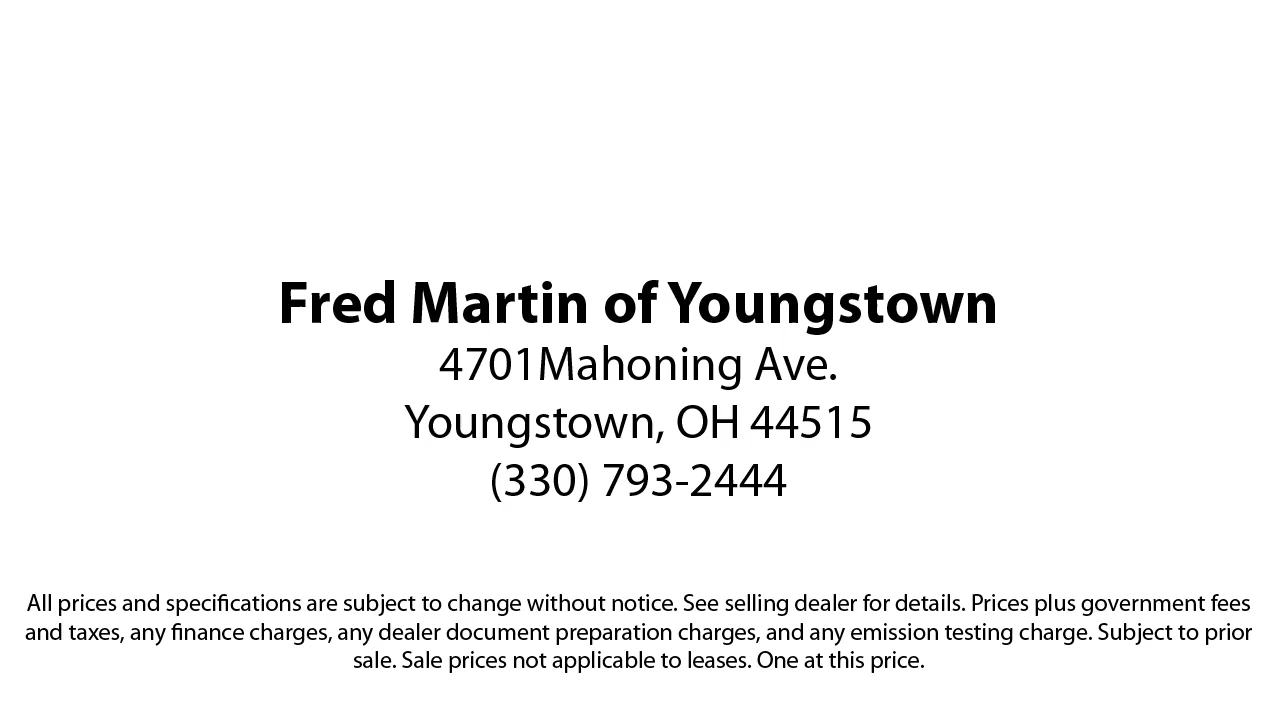 Fred Martin of Youngstown
4701Mahoning Ave.
Youngstown, OH 44515
(330) 793-2444
All prices and specifications are subject to change without notice. See selling dealer for details. Prices plus government fees
and taxes, any finance charges, any dealer document preparation charges, and any emission testing charge. Subject to prior
sale. Sale prices not applicable to leases. One at this price.